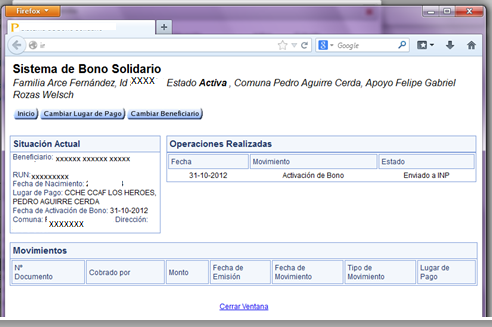 Firefox
Google
Sistema de Bono Solidario
Familia Arce Fernández, Id XXXX Estado Activa , Comuna Pedro Aguirre Cerda, Apoyo Felipe Gabriel
Rozas Welsch
Inicio Cambiar Lugar de Pago Cambiar Beneficiario
Situación Actual
Beneficiario: xxxxxx xxxxxx xxxxx
RUN: xxxxxxxxx
Fecha de Nacimiento:
Lugar de Pago: CCHE CCAF LOS HEROES,
PEDRO AGUIRRE CERDA
Fecha de Activación de Bono: 31-10-2012
Comuna: XXXXXXX Dirección:
Operaciones Realizadas
Fecha Movimiento Estado
31-10-2012 Activación de Bono Enviado a INP
Movimientos
Nº Documento Cobrado por Monto Fecha de Emisión Fecha de Movimiento Tipo de Movimiento Lugar de Pago
Cerrar Ventana